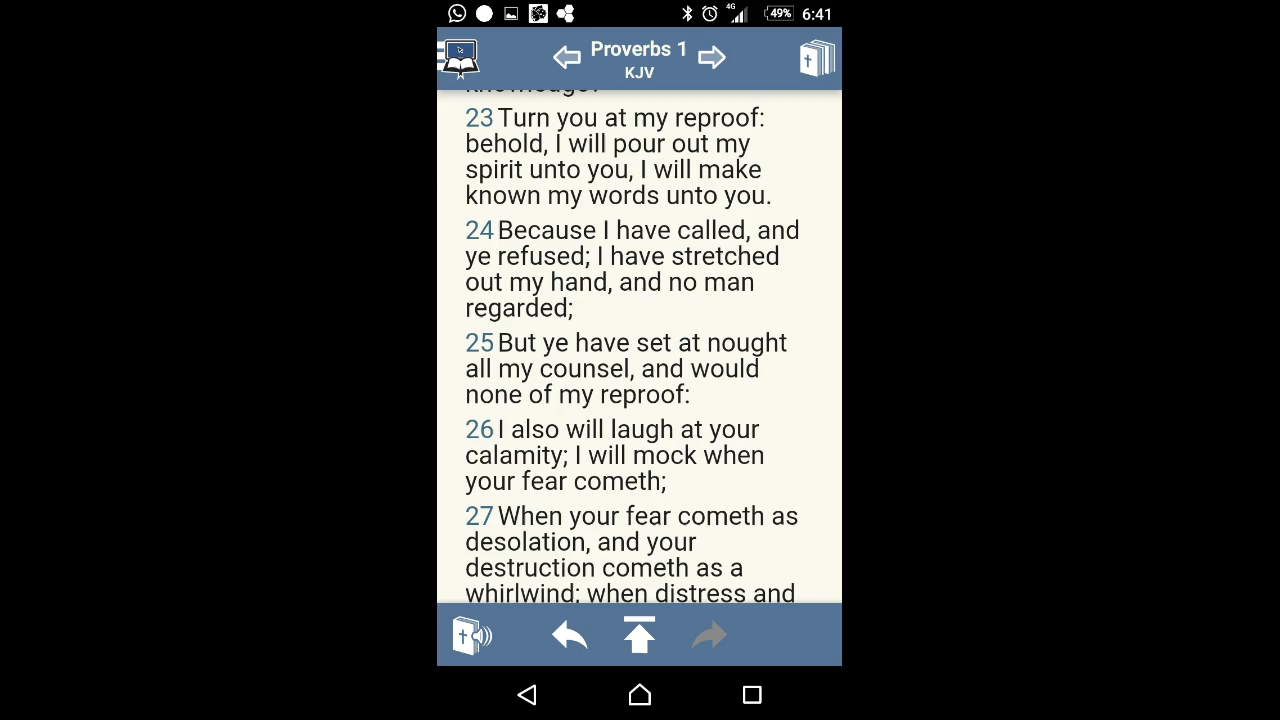 4G
49% 6:41
Proverbs 1
KJV
23 Turn you at my reproof:
behold, I will pour out my
spirit unto you, I will make
known my words unto you.
24 Because I have called, and
ye refused; I have stretched
out my hand, and no man
regarded;
25 But ye have set at nought
all my counsel, and would
none of my reproof:
26 I also will laugh at your
calamity; I will mock when
your fear cometh;
27 When your fear cometh as
desolation, and your
destruction cometh as a
whirlwind; when distress and